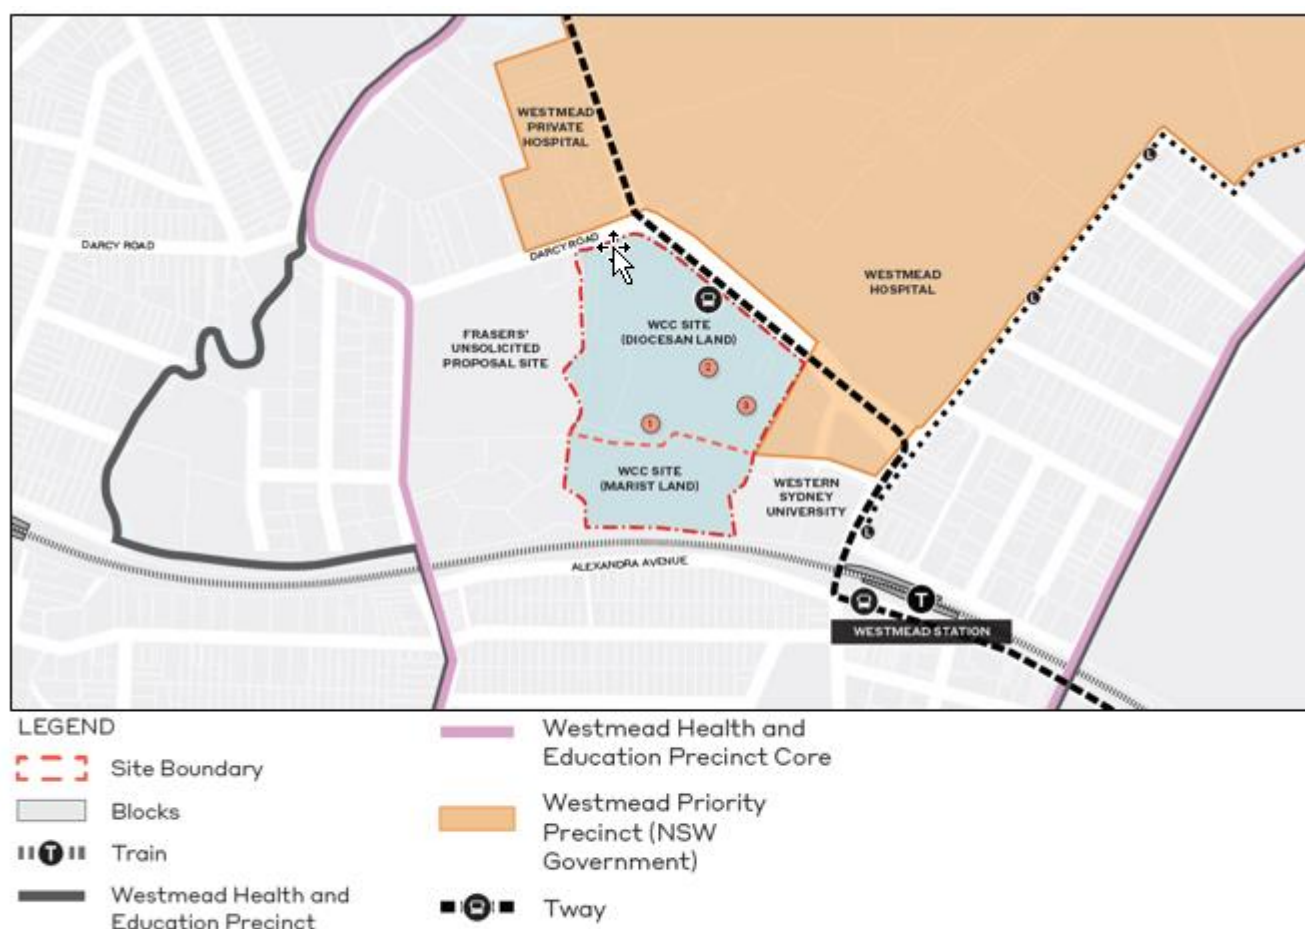 WESTMEAD
PRIVATE
HOSPITAL
DARCY ROAD
DARCY ROAD
WESTMEAD
HOSPITAL
FRASERS'
UNSOLICITED
PROPOSAL SITE
WCC SITE
(DIOCESAN LAND)
2
3
1
WCC SITE
(MARIST LAND)
WESTERN
SYDNEY
UNIVERSITY
L
L
L
ALEXANDRA AVENUE
T
WESTMEAD STATION
LEGEND
Site Boundary
Blocks
T
Train
Westmead Health and
Education Precinct
Westmead Health and
Education Precinct Core
Westmead Priority
Precinct (NSW
Government)
Tway